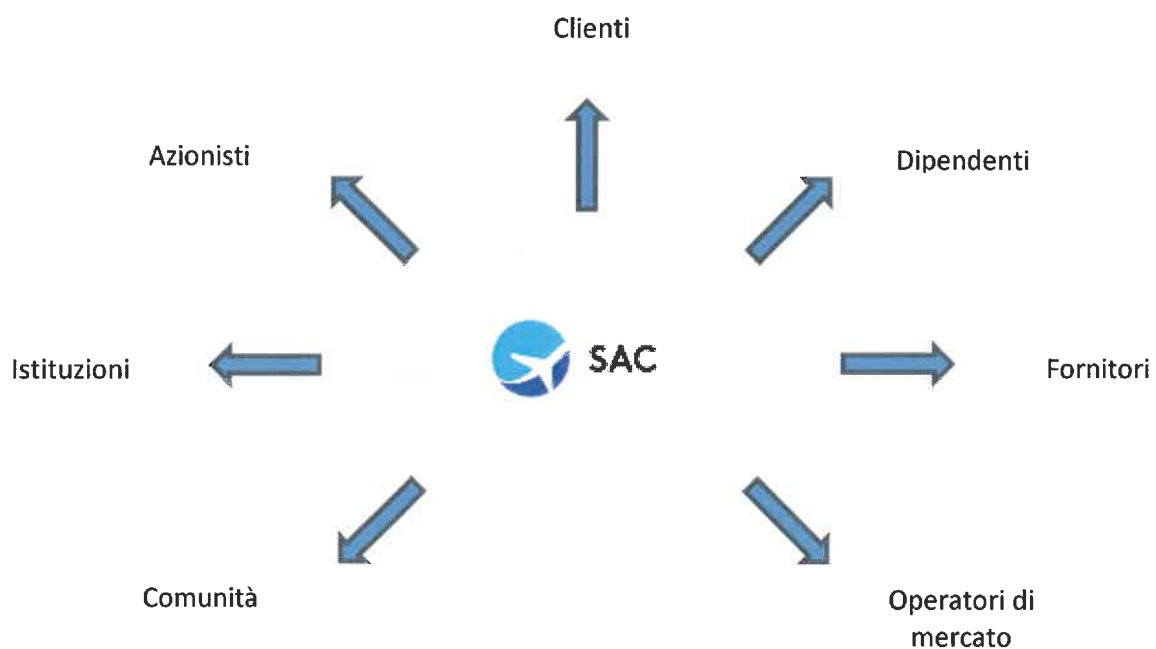 Clienti
Azionisti
Dipendenti
Istituzioni
SAC
Fornitori
Comunità
Operatori di
mercato